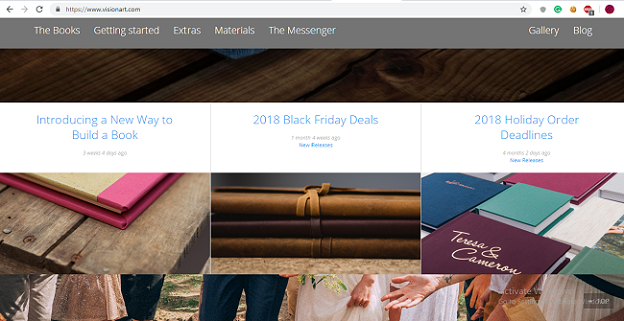 https://www.visionart.com
The Books Getting started Extras Materials The Messenger Gallery Blog
Introducing a New Way to
Build a Book
3 weeks 8 days ago
2018 Black Friday Deals
1 month 4 weeks ago
New Releases
2018 Holiday Order
Deadlines
4 months 2 days ago
New Releases
Teresa &
Cameron
Activate
TOP